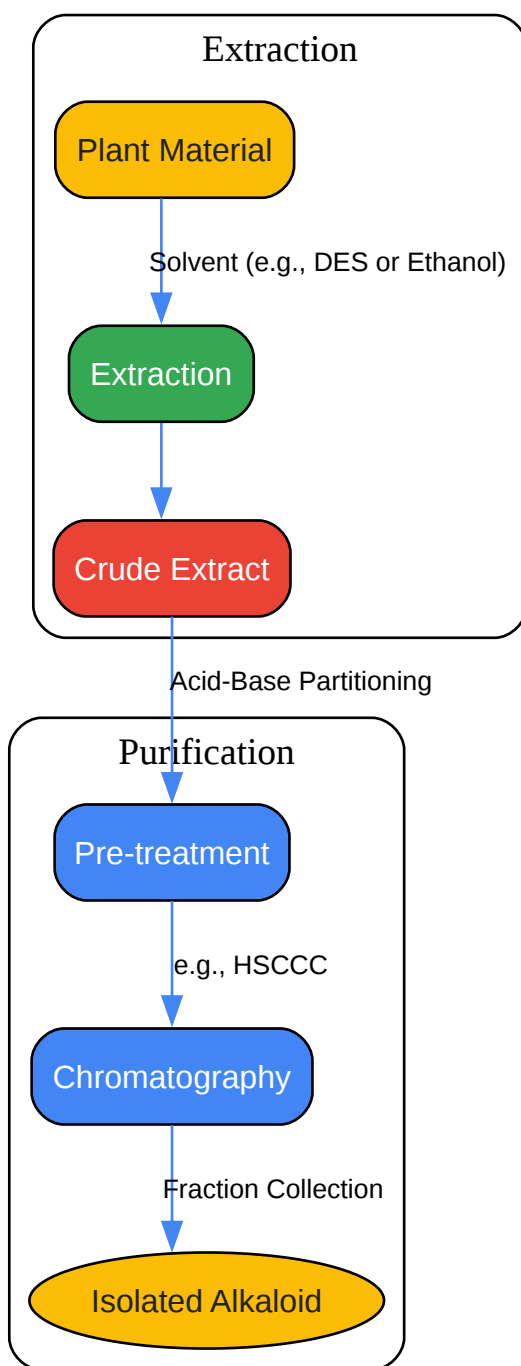 Extraction
Plant Material
Solvent (e.g., DES or Ethanol)
Extraction
Crude Extract
Acid-Base Partitioning
Purification
Pre-treatment
e.g., HSCCC
Chromatography
Fraction Collection
Isolated Alkaloid